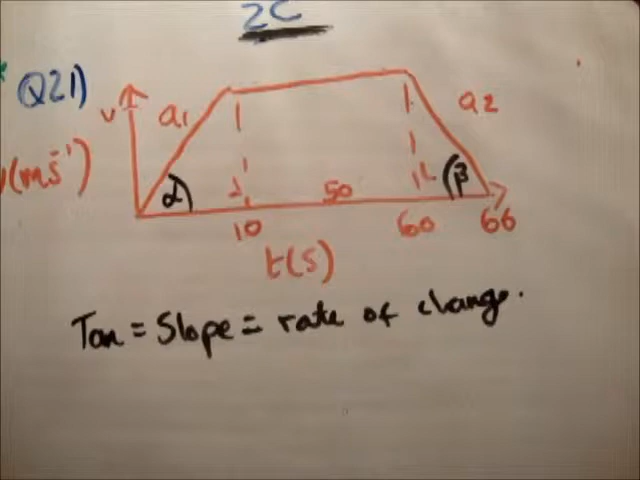 2C
Q21)
v
a1
a2
(ms⁻¹)
α
β
50
10
60
66
t(s)
Tan = Slope = rate of change.